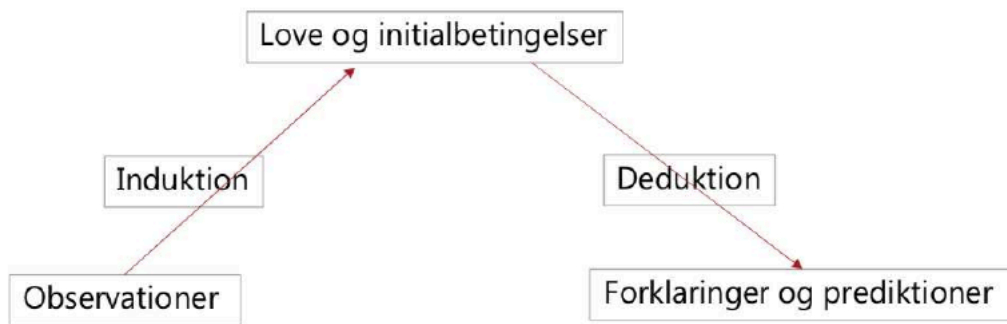 Love og initialbetingelser
Induktion
Deduktion
Observationer
Forklaringer og prediktioner